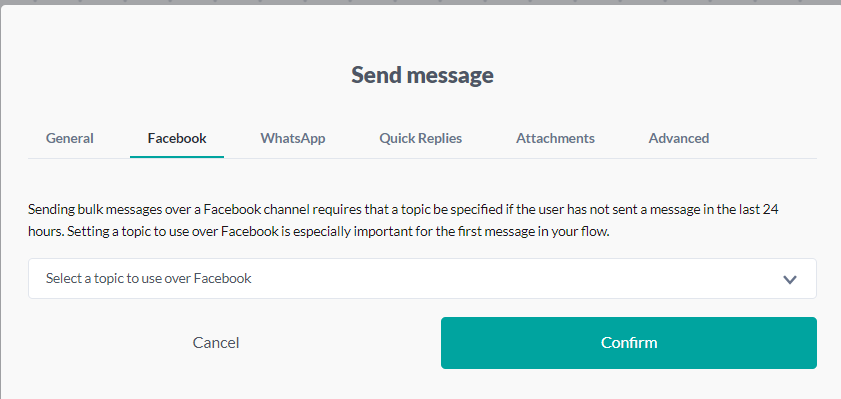 Send message
General Facebook WhatsApp Quick Replies Attachments Advanced
Sending bulk messages over a Facebook channel requires that a topic be specified if the user has not sent a message in the last 24
hours. Setting a topic to use over Facebook is especially important for the first message in your flow.
Select a topic to use over Facebook
Cancel Confirm